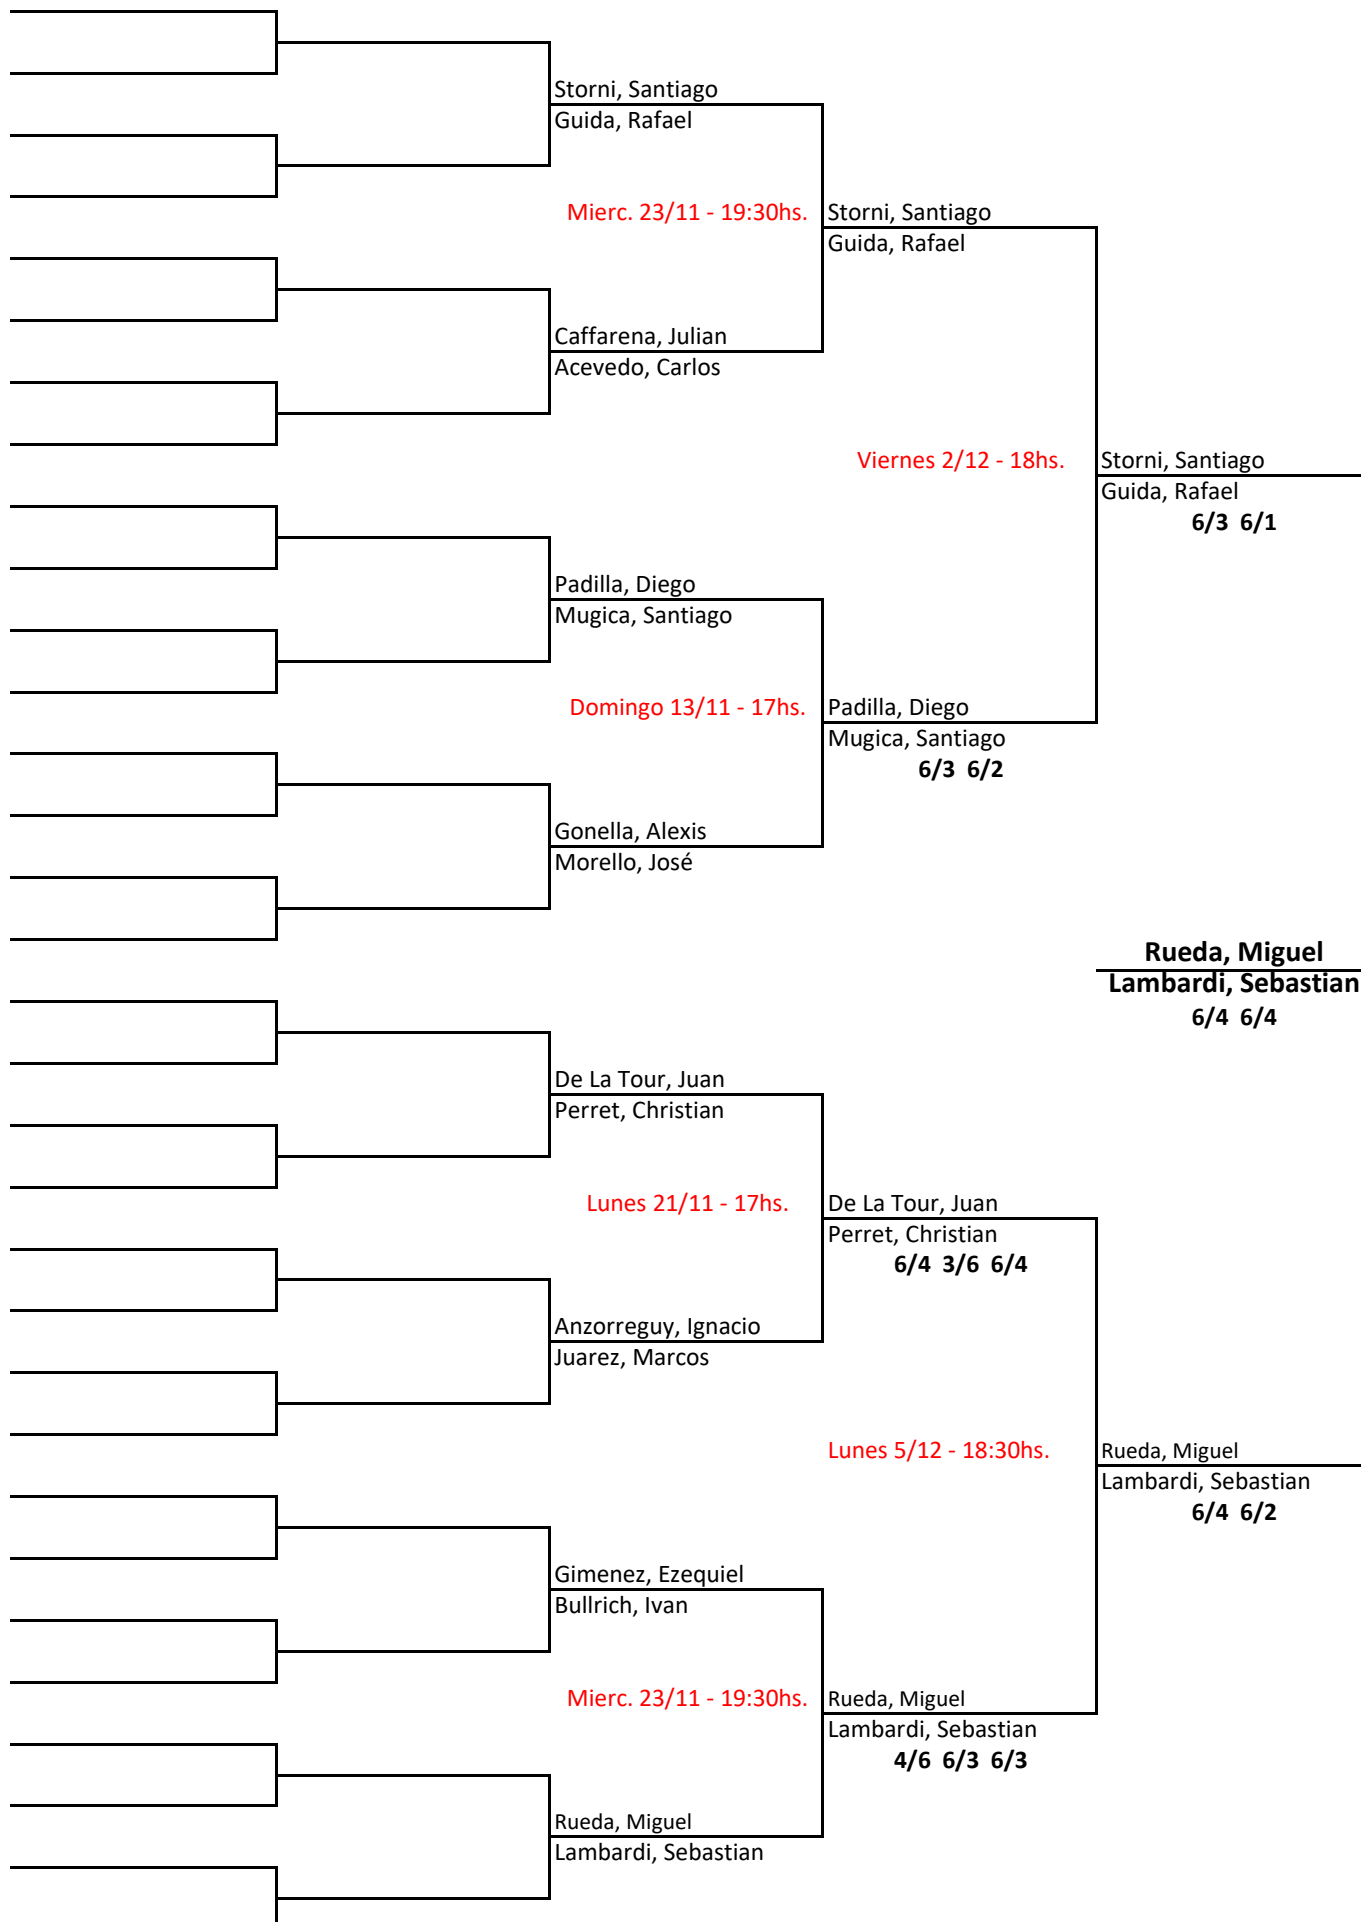 Storni, Santiago
Guida, Rafael
Mierc. 23/11 - 19:30hs.
Storni, Santiago
Guida, Rafael
Caffarena, Julian
Acevedo, Carlos
Viernes 2/12 - 18hs.
Storni, Santiago
Guida, Rafael
6/3 6/1
Padilla, Diego
Mugica, Santiago
Domingo 13/11 - 17hs.
Padilla, Diego
Mugica, Santiago
6/3 6/2
Gonella, Alexis
Morello, José
Rueda, Miguel
Lambardi, Sebastian
6/4 6/4
De La Tour, Juan
Perret, Christian
Lunes 21/11 - 17hs.
De La Tour, Juan
Perret, Christian
6/4 3/6 6/4
Anzorreguy, Ignacio
Juarez, Marcos
Lunes 5/12 - 18:30hs.
Rueda, Miguel
Lambardi, Sebastian
6/4 6/2
Gimenez, Ezequiel
Bullrich, Ivan
Mierc. 23/11 - 19:30hs.
Rueda, Miguel
Lambardi, Sebastian
4/6 6/3 6/3
Rueda, Miguel
Lambardi, Sebastian